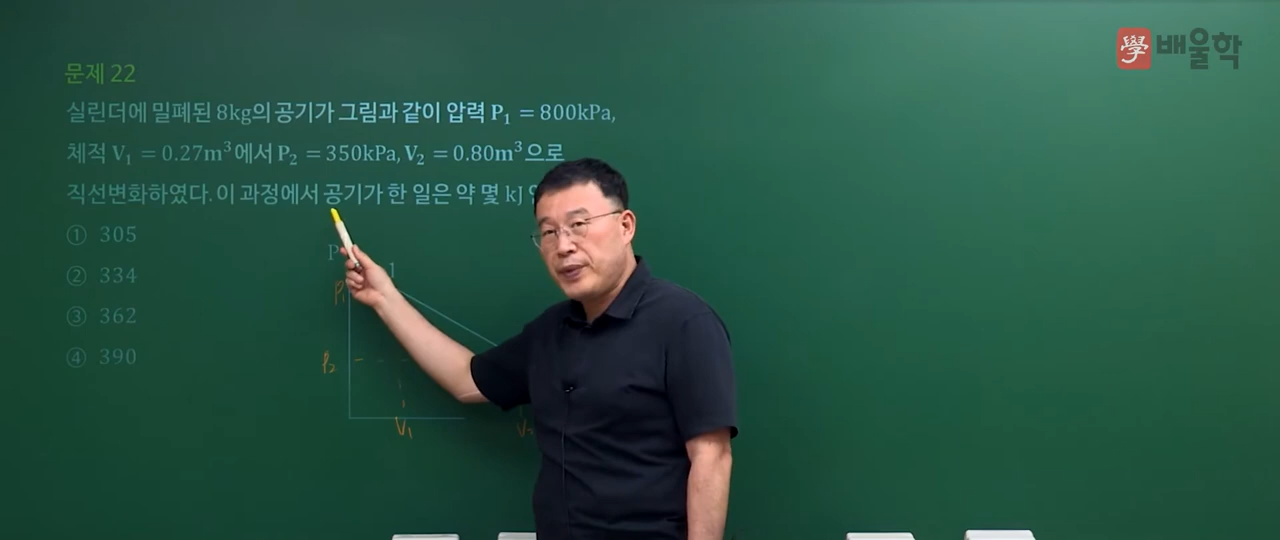 學 배울학
문제 22
실린더에 밀폐된 8kg의 공기가 그림과 같이 압력 P₁ = 800kPa,
체적 V₁ = 0.27m³에서 P₂ = 350kPa, V₂ = 0.80m³으로
직선변화하였다. 이 과정에서 공기가 한 일은 약 몇 kJ
① 305
② 334
③ 362
④ 390
P
1
P₁
P₂
V₁